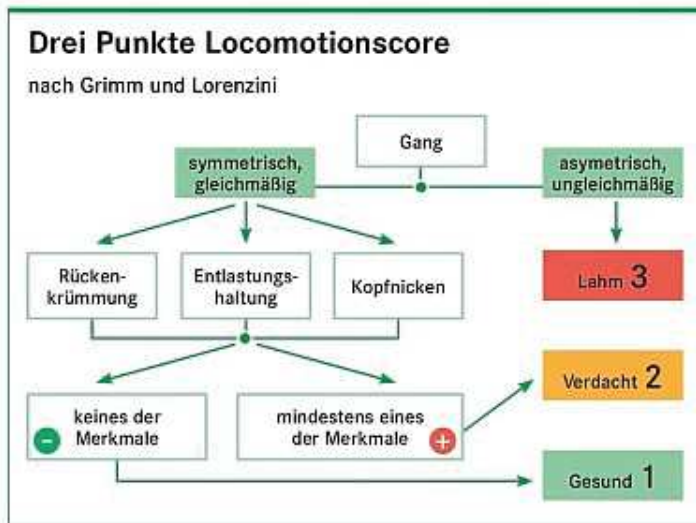 Drei Punkte Locomotionscore
nach Grimm und Lorenzini
Gang
symmetrisch,
gleichmäßig
asymetrisch,
ungleichmäßig
Rücken-
krümmung
Entlastungs-
haltung
Kopfnicken
Lahm 3
Verdacht 2
keines der
Merkmale
mindestens eines
der Merkmale
Gesund 1